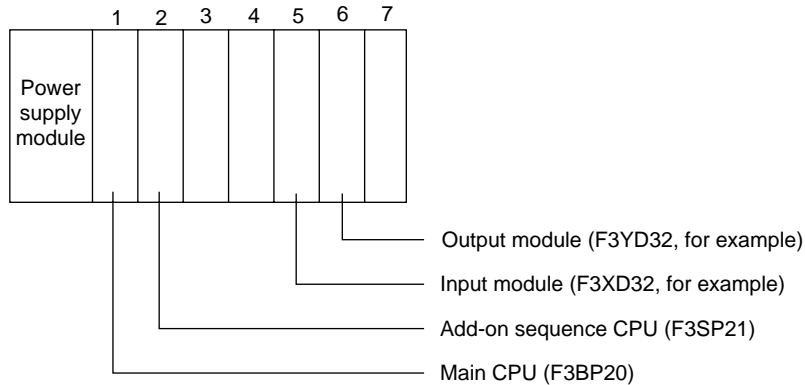 1 2 3 4 5 6 7
Power
supply
module
Output module (F3YD32, for example)
Input module (F3XD32, for example)
Add-on sequence CPU (F3SP21)
Main CPU (F3BP20)